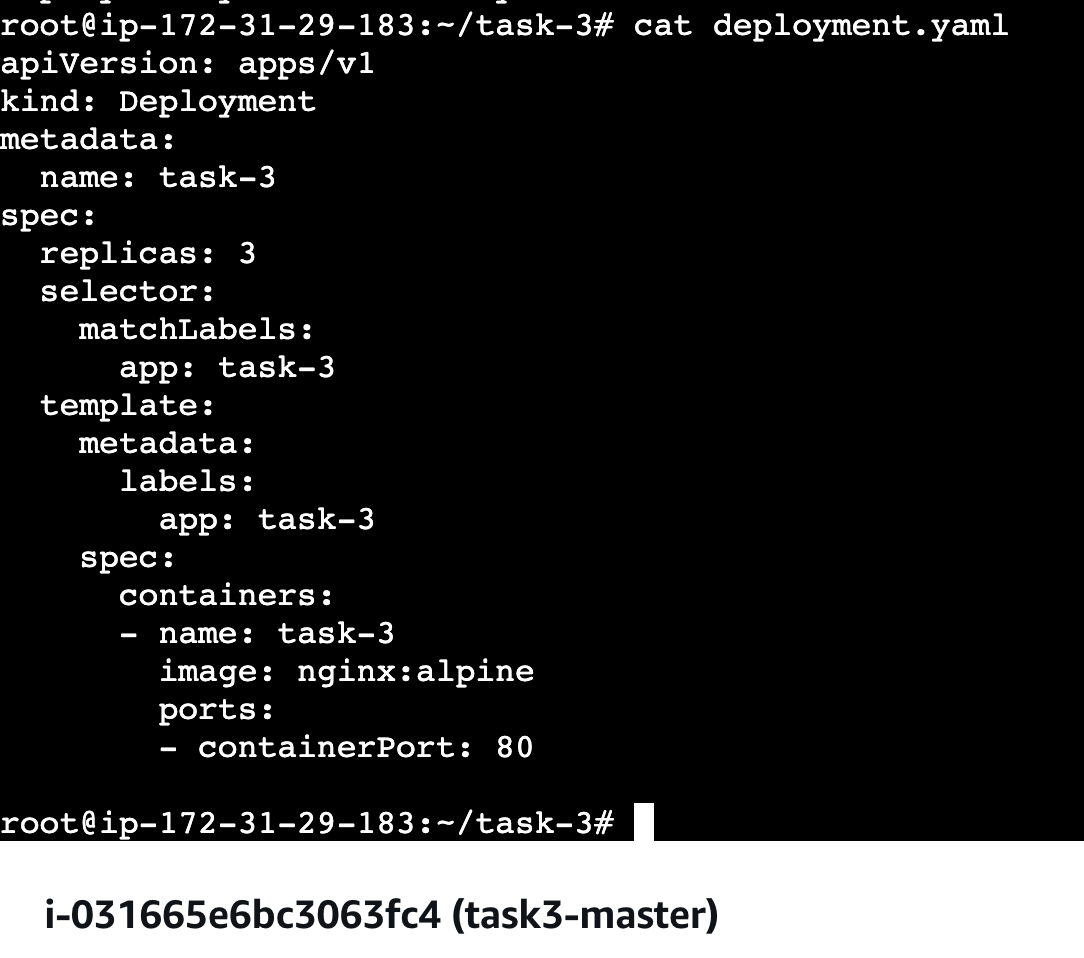 root@ip-172-31-29-183:~/task-3# cat deployment.yaml
apiVersion: apps/v1
kind: Deployment
metadata:
  name: task-3
spec:
  replicas: 3
  selector:
    matchLabels:
      app: task-3
  template:
    metadata:
      labels:
        app: task-3
    spec:
      containers:
      - name: task-3
        image: nginx:alpine
        ports:
        - containerPort: 80
root@ip-172-31-29-183:~/task-3#
i-031665e6bc3063fc4 (task3-master)